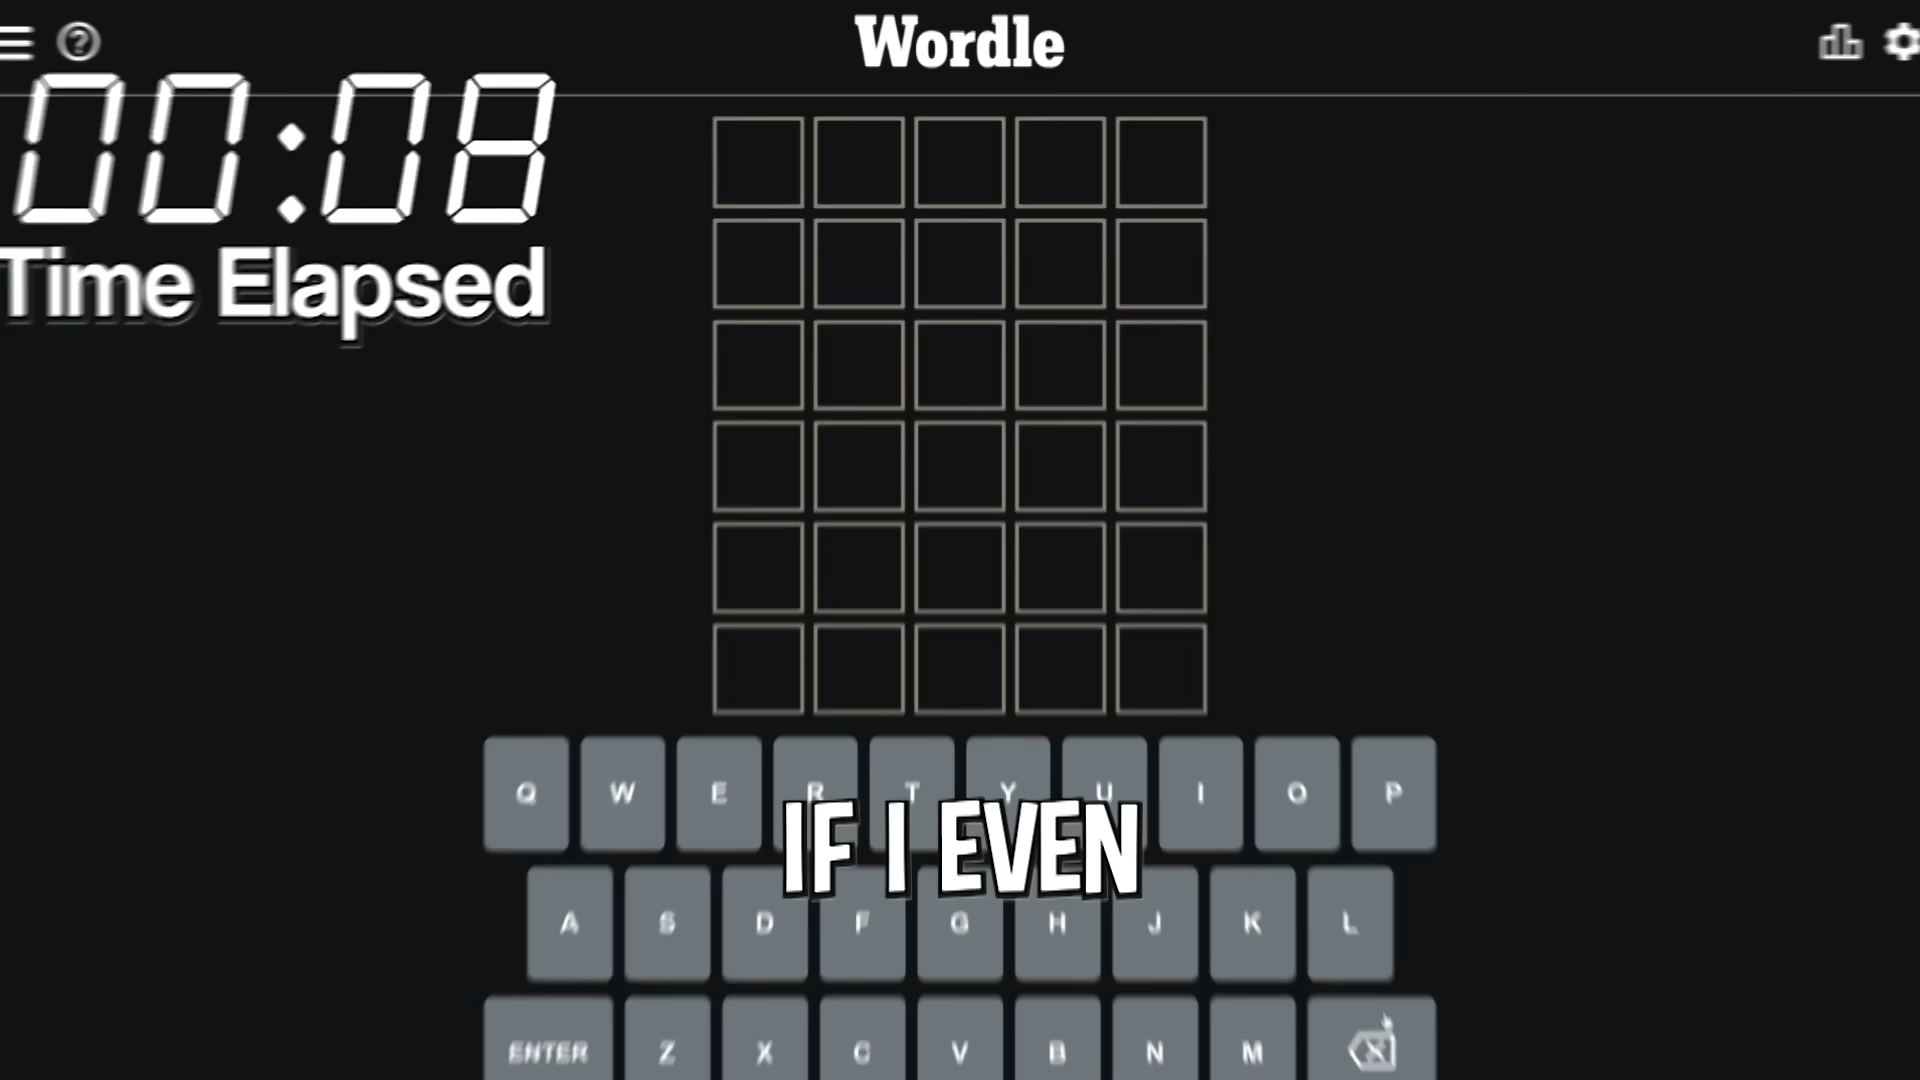 Wordle
00:08
Time Elapsed
Q W E R T Y U I O P
IF I EVEN
A S D F G H J K L
ENTER Z X C V B N M